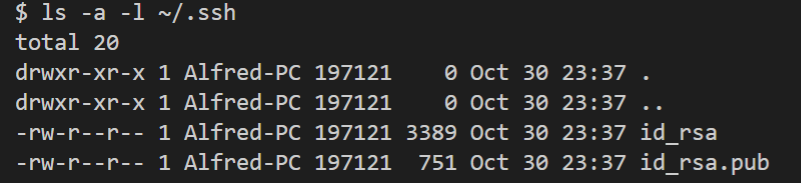 $ ls -a -l ~/.ssh
total 20
drwxr-xr-x 1 Alfred-PC 197121    0 Oct 30 23:37 .
drwxr-xr-x 1 Alfred-PC 197121    0 Oct 30 23:37 ..
-rw-r--r-- 1 Alfred-PC 197121 3389 Oct 30 23:37 id_rsa
-rw-r--r-- 1 Alfred-PC 197121  751 Oct 30 23:37 id_rsa.pub